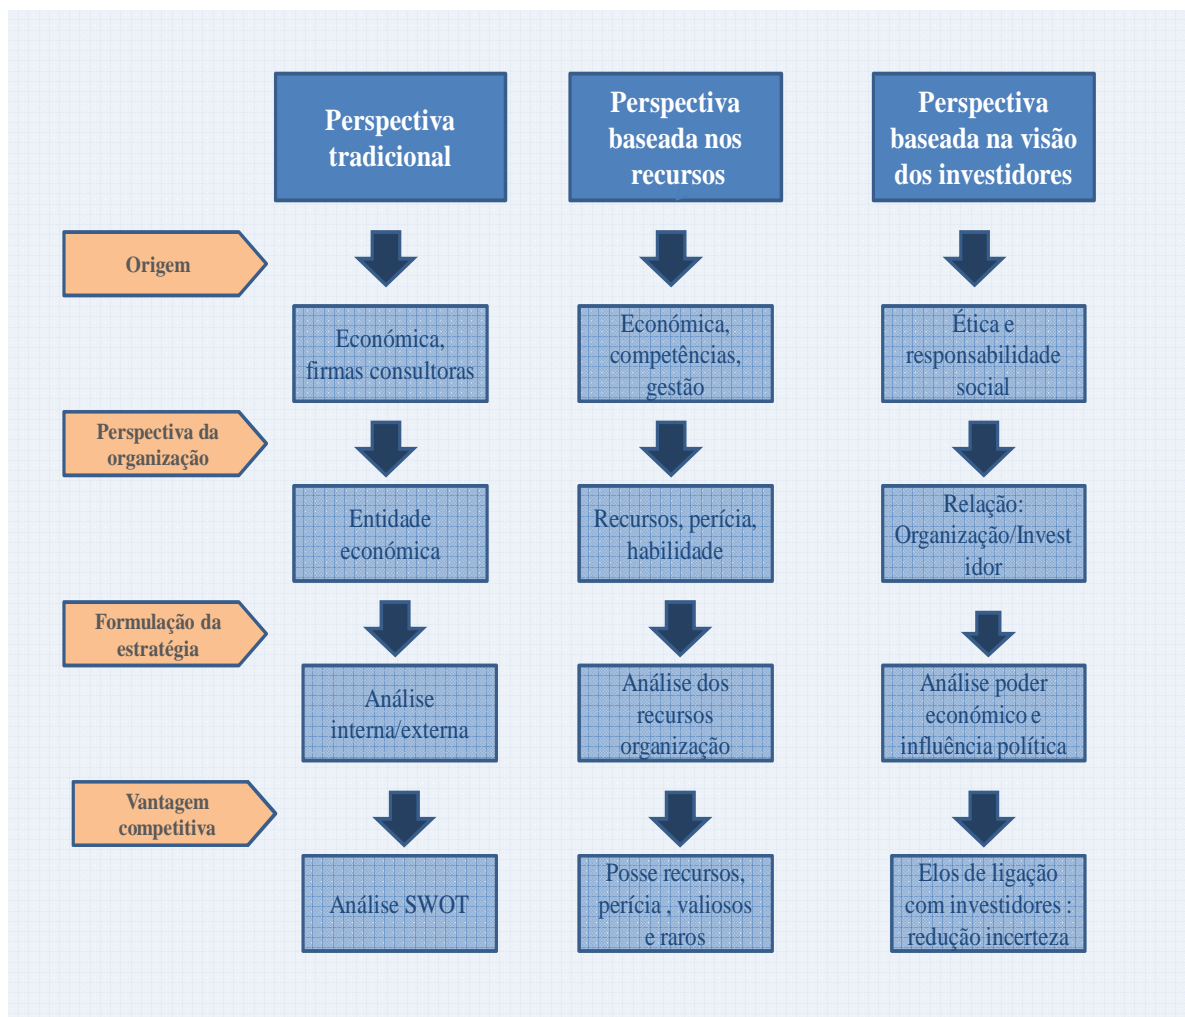 Perspectiva
tradicional
Perspectiva
baseada nos
recursos
Perspectiva
baseada na visão
dos investidores
Origem
Económica,
firmas consultoras
Económica,
competências,
gestão
Ética e
responsabilidade
social
Perspectiva da
organização
Entidade
económica
Recursos, perícia,
habilidade
Relação:
Organização/Invest
idor
Formulação da
estratégia
Análise
interna/externa
Análise dos
recursos
organização
Análise poder
económico e
influência política
Vantagem
competitiva
Análise SWOT
Posse recursos,
perícia , valiosos
e raros
Elos de ligação
com investidores :
redução incerteza